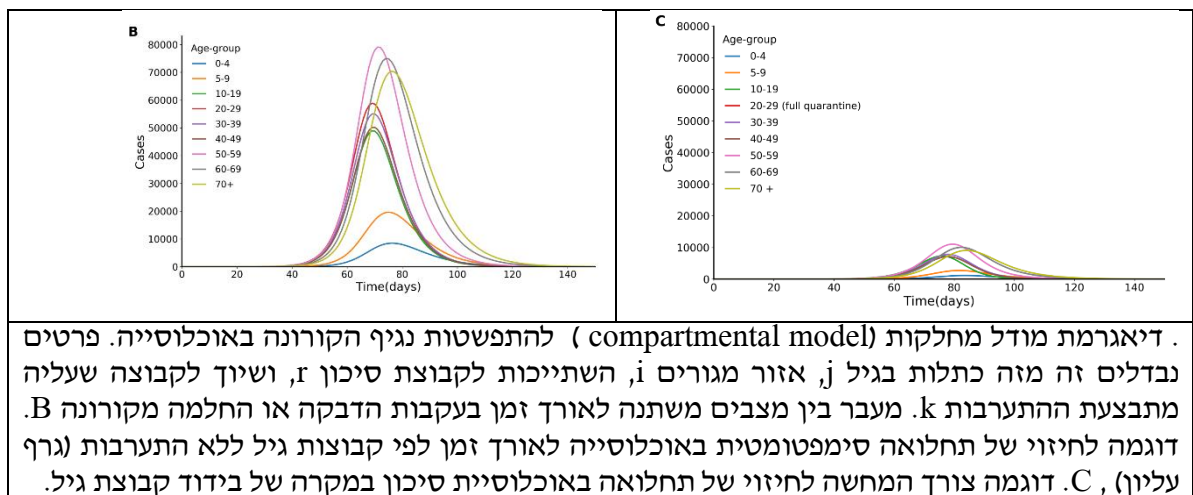 B
80000
70000
60000
50000
40000
30000
20000
10000
0
Cases
Age-group
0-4
5-9
10-19
20-29
30-39
40-49
50-59
60-69
70+
0 20 40 60 80 100 120 140
Time(days)
C
80000
70000
60000
50000
40000
30000
20000
10000
0
Cases
Age-group
0-4
5-9
10-19
20-29 (full quarantine)
30-39
40-49
50-59
60-69
70 +
0 20 40 60 80 100 120 140
Time(days)
. דיאגרמת מודל מחלקות (compartmental model ) להתפשטות נגיף הקורונה באוכלוסייה. פרטים
נבדלים זה מזה כתלות בגיל j, אזור מגורים i, השתייכות לקבוצת סיכון r, ושיוך לקבוצה שעליה
מתבצעת ההתערבות k. מעבר בין מצבים משתנה לאורך זמן בעקבות הדבקה או החלמה מקורונה B.
דוגמה לחיזוי של תחלואה סימפטומטית באוכלוסייה לאורך זמן לפי קבוצות גיל ללא התערבות (גרף
עליון) , C. דוגמה צורך המחשה לחיזוי של תחלואה באוכלוסיית סיכון במקרה של בידוד קבוצת גיל.